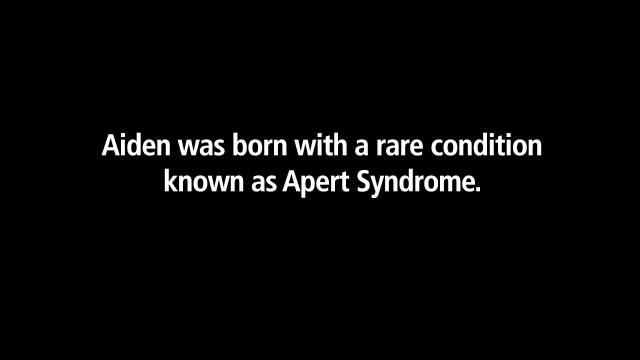 Aiden was born with a rare condition
known as Apert Syndrome.